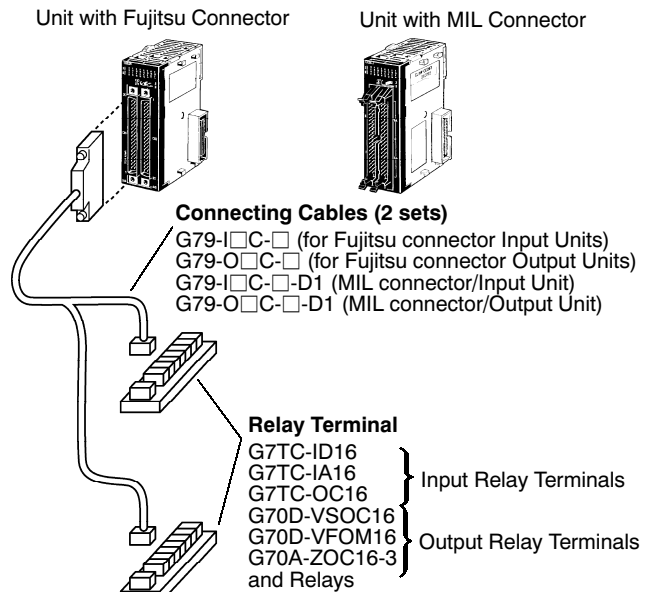 Unit with Fujitsu Connector
Unit with MIL Connector
Connecting Cables (2 sets)
G79-I□C-□ (for Fujitsu connector Input Units)
G79-O□C-□ (for Fujitsu connector Output Units)
G79-I□C-□-D1 (MIL connector/Input Unit)
G79-O□C-□-D1 (MIL connector/Output Unit)
Relay Terminal
G7TC-ID16
G7TC-IA16
G7TC-OC16
Input Relay Terminals
G70D-VSOC16
G70D-VFOM16
G70A-ZOC16-3
and Relays
Output Relay Terminals